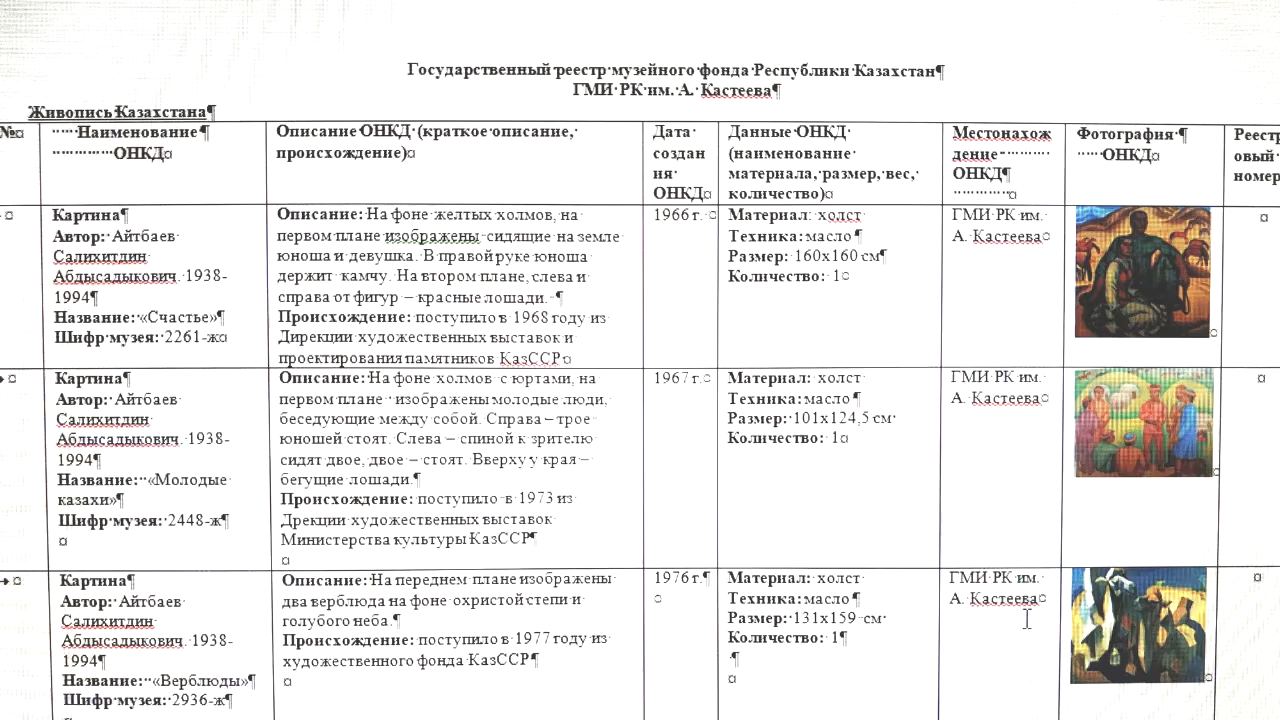 Государственный реестр музейного фонда Республики Казахстан
ГМИ РК им. А. Кастеева
Живопись Казахстана
№
Наименование
ОНКД
Описание ОНКД (краткое описание,
происхождение)
Дата
создан
ия
ОНКД
Данные ОНКД
(наименование
материала, размер, вес,
количество)
Местонахож
дение
ОНКД
Фотография
ОНКД
Реестр
овый
номер
Картина
Автор: Айтбаев
Салихитдин
Абдысадыкович. 1938-
1994
Название: «Счастье»
Шифр музея: 2261-ж
Описание: На фоне желтых холмов, на
первом плане изображены сидящие на земле
юноша и девушка. В правой руке юноша
держит камчу. На втором плане, слева и
справа от фигур – красные лошади.
Происхождение: поступило в 1968 году из
Дирекции художественных выставок и
проектирования памятников КазССР
1966 г.
Материал: холст
Техника: масло
Размер: 160х160 см
Количество: 1
ГМИ РК им.
А. Кастеева
Картина
Автор: Айтбаев
Салихитдин
Абдысадыкович. 1938-
1994
Название: «Молодые
казахи»
Шифр музея: 2448-ж
Описание: На фоне холмов с юртами, на
первом плане изображены молодые люди,
беседующие между собой. Справа – трое
юношей стоят. Слева – спиной к зрителю
сидят двое, двое – стоят. Вверху у края –
бегущие лошади.
Происхождение: поступило в 1973 из
Дрекции художественных выставок
Министерства культуры КазССР
1967 г.
Материал: холст
Техника: масло
Размер: 101х124,5 см
Количество: 1
ГМИ РК им.
А. Кастеева
Картина
Автор: Айтбаев
Салихитдин
Абдысадыкович. 1938-
1994
Название: «Верблюды»
Шифр музея: 2936-ж
Описание: На переднем плане изображены
два верблюда на фоне охристой степи и
голубого неба.
Происхождение: поступило в 1977 году из
художественного фонда КазССР
1976 г.
Материал: холст
Техника: масло
Размер: 131х159 см
Количество: 1
ГМИ РК им.
А. Кастеева